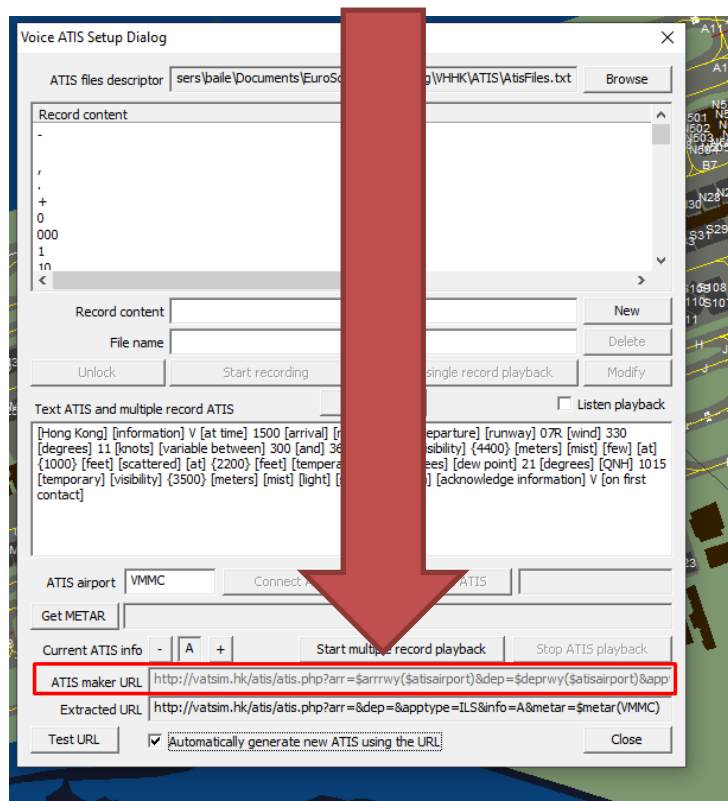 Voice ATIS Setup Dialog
ATIS files descriptor sers\baile\Documents\EuroSc g\VHHK\ATIS\AtisFiles.txt Browse
Record content
-
,
.
+
0
000
1
10
Record content New
File name Delete
Unlock Start recording single record playback Modify
Text ATIS and multiple record ATIS Listen playback
[Hong Kong] [information] V [at time] 1500 [arrival] [ eparture] [runway] 07R [wind] 330
[degrees] 11 [knots] [variable between] 300 [and] 36 isibility] {4400} [meters] [mist] [few] [at]
{1000} [feet] [scattered] [at] {2200} [feet] [tempera ees] [dew point] 21 [degrees] [QNH] 1015
[temporary] [visibility] {3500} [meters] [mist] [light] [ ] [acknowledge information] V [on first
contact]
ATIS airport VMMC Connect ATIS
Get METAR
Current ATIS info - A + Start multiple record playback Stop ATIS playback
ATIS maker URL http://vatsim.hk/atis/atis.php?arr=$arrrwy($atisairport)&dep=$deprwy($atisairport)&appt
Extracted URL http://vatsim.hk/atis/atis.php?arr=&dep=&apptype=ILS&info=A&metar=$metar(VMMC)
Test URL Automatically generate new ATIS using the URL Close